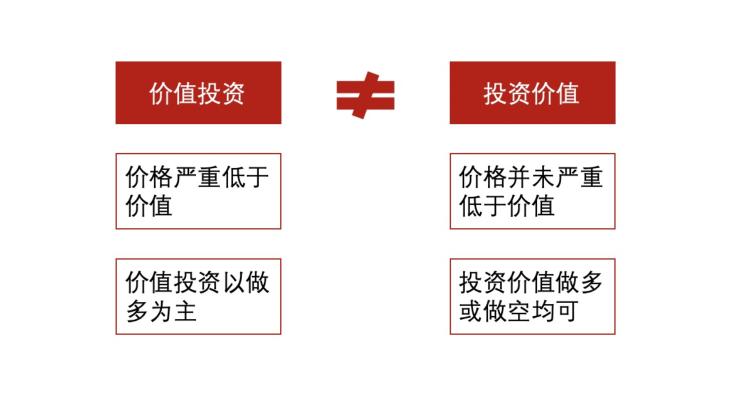 价值投资
≠
投资价值
价格严重低于
价值
价格并未严重
低于价值
价值投资以做
多为主
投资价值做多
或做空均可